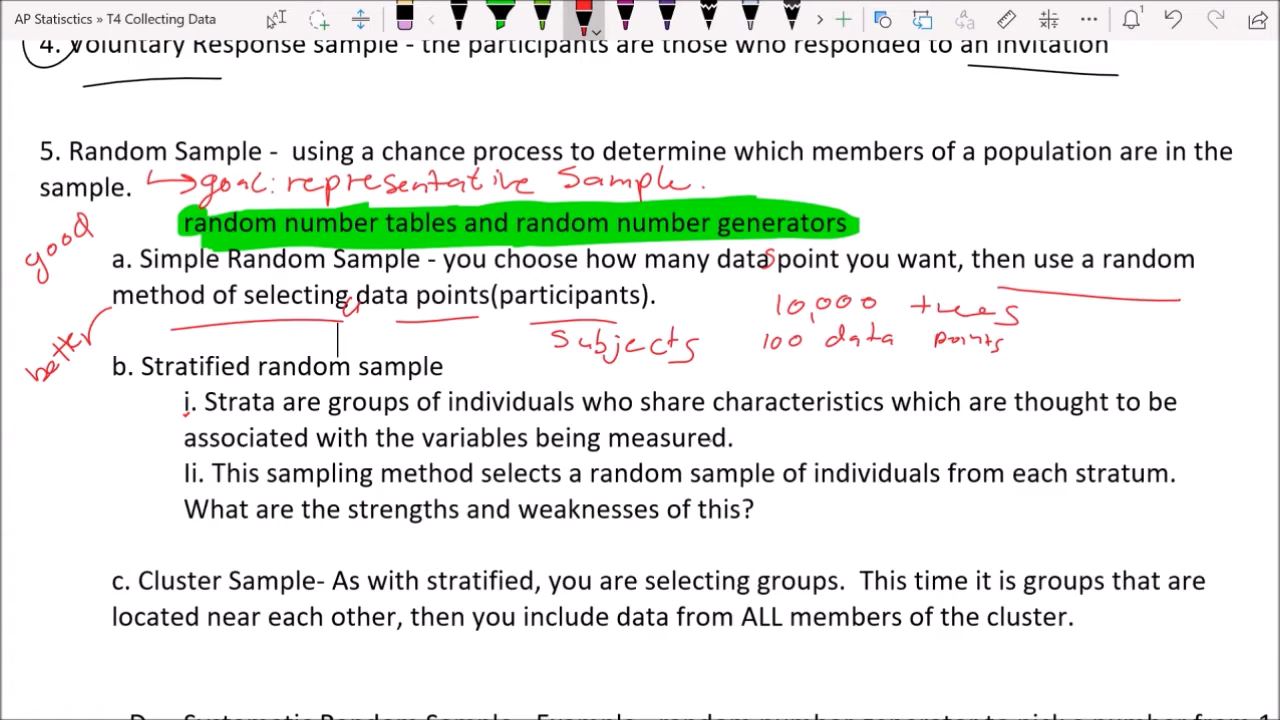 AP Statisctics » T4 Collecting Data
4. Voluntary Response sample - the participants are those who responded to an invitation
5. Random Sample - using a chance process to determine which members of a population are in the
sample. goal: representative Sample.
good
random number tables and random number generators
a. Simple Random Sample - you choose how many datas point you want, then use a random
method of selecting data points(participants).
10,000 trees
subjects
100 data points
better
b. Stratified random sample
i. Strata are groups of individuals who share characteristics which are thought to be
associated with the variables being measured.
Ii. This sampling method selects a random sample of individuals from each stratum.
What are the strengths and weaknesses of this?
c. Cluster Sample- As with stratified, you are selecting groups. This time it is groups that are
located near each other, then you include data from ALL members of the cluster.